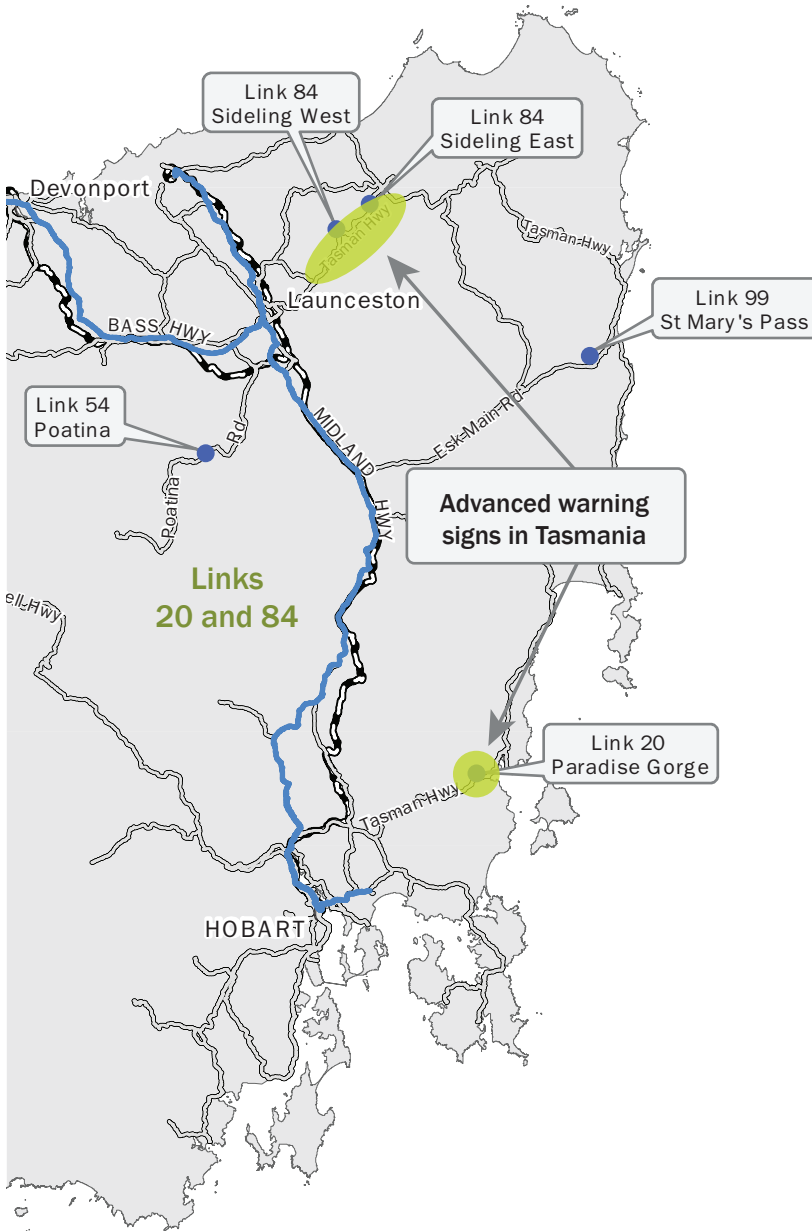 Link 84
Sideling West
Link 84
Sideling East
Devonport
Tasman Hwy
Tasman Hwy
Launceston
Link 99
St Mary's Pass
BASS HWY
Link 54
Poatina
Rd
Poatina
MIDLAND
HWY
Esk Main Rd
Advanced warning
signs in Tasmania
Links
20 and 84
ell Hwy
Link 20
Paradise Gorge
Tasman Hwy
HOBART